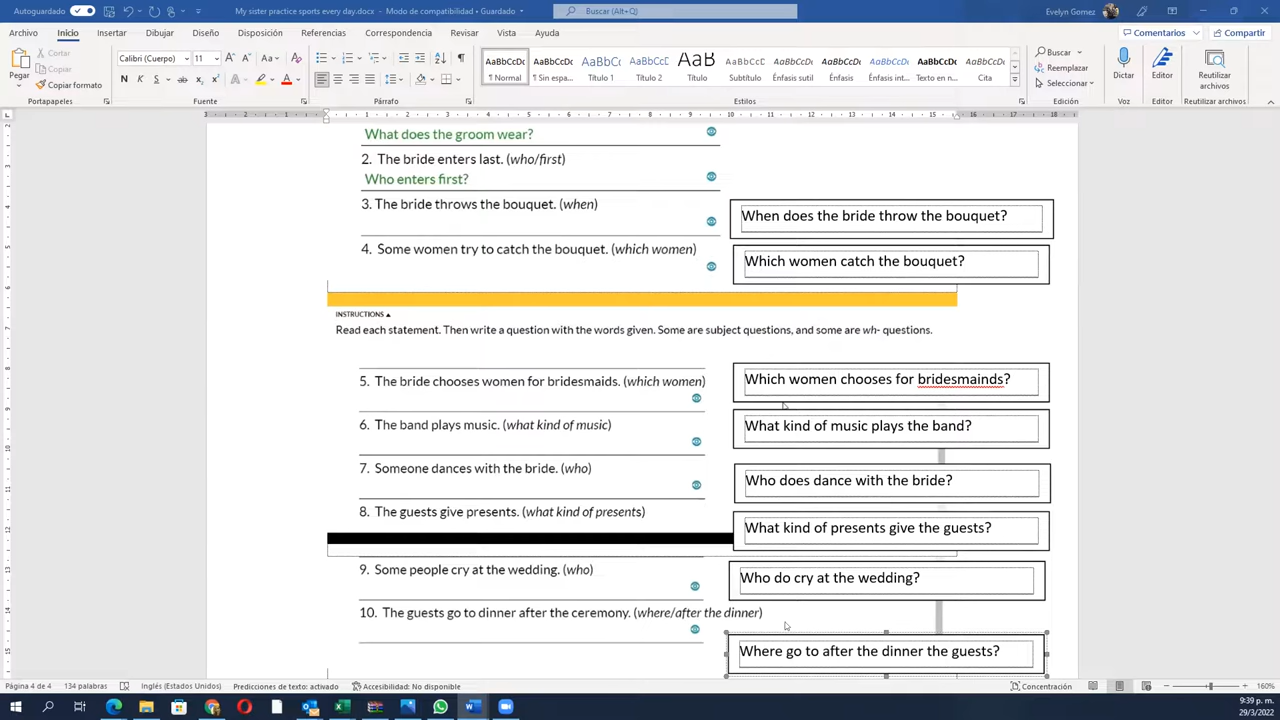 Autoguardado
My sister practice sports every day.docx - Modo de compatibilidad • Guardado
Buscar (Alt+Q)
Evelyn Gomez
Archivo Inicio Insertar Dibujar Diseño Disposición Referencias Correspondencia Revisar Vista Ayuda
Comentarios Compartir
Pegar
Cortar
Copiar
Copiar formato
Calibri (Cuerpo) 11
N K S
AaBbCcDc AaBbCcDc AaBbC AaBbCcC AaB AaBbCcD AaBbCcDt AaBbCcDt AaBbCcDt AaBbCcDc AaBbCcDt
¶ Normal ¶ Sin espa... Título 1 Título 2 Título Subtítulo Énfasis sutil Énfasis Énfasis int... Texto en n... Cita
Buscar
Reemplazar
Seleccionar
Dictar
Editor
Reutilizar archivos
Portapapeles Fuente Párrafo Estilos Edición Voz Editor Reutilizar archivos
What does the groom wear?
2. The bride enters last. (who/first)
Who enters first?
3. The bride throws the bouquet. (when)
When does the bride throw the bouquet?
4. Some women try to catch the bouquet. (which women)
Which women catch the bouquet?
INSTRUCTIONS
Read each statement. Then write a question with the words given. Some are subject questions, and some are wh- questions.
5. The bride chooses women for bridesmaids. (which women)
Which women chooses for bridesmainds?
6. The band plays music. (what kind of music)
What kind of music plays the band?
7. Someone dances with the bride. (who)
Who does dance with the bride?
8. The guests give presents. (what kind of presents)
What kind of presents give the guests?
9. Some people cry at the wedding. (who)
Who do cry at the wedding?
10. The guests go to dinner after the ceremony. (where/after the dinner)
Where go to after the dinner the guests?
Página 4 de 4 134 palabras Inglés (Estados Unidos) Predicciones de texto: activado Accesibilidad: No disponible
Concentración 160%
9:39 p. m.
29/3/2022